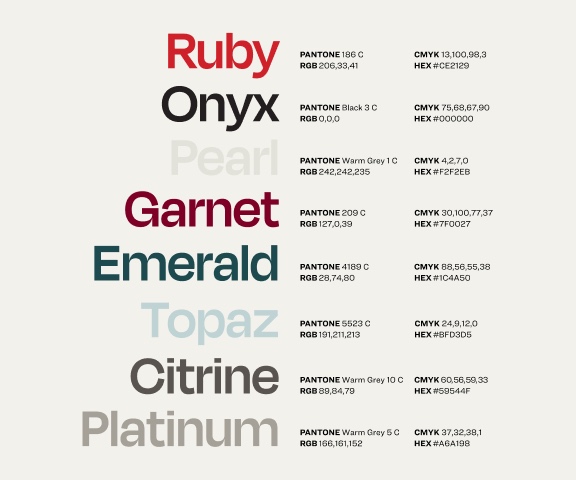 Ruby
PANTONE 186 C CMYK 13,100,98,3
RGB 206,33,41 HEX #CE2129
Onyx
PANTONE Black 3 C CMYK 75,68,67,90
RGB 0,0,0 HEX #000000
Pearl
PANTONE Warm Grey 1 C CMYK 4,2,7,0
RGB 242,242,235 HEX #F2F2EB
Garnet
PANTONE 209 C CMYK 30,100,77,37
RGB 127,0,39 HEX #7F0027
Emerald
PANTONE 4189 C CMYK 88,56,55,38
RGB 28,74,80 HEX #1C4A50
Topaz
PANTONE 5523 C CMYK 24,9,12,0
RGB 191,211,213 HEX #BFD3D5
Citrine
PANTONE Warm Grey 10 C CMYK 60,56,59,33
RGB 89,84,79 HEX #59544F
Platinum
PANTONE Warm Grey 5 C CMYK 37,32,38,1
RGB 166,161,152 HEX #A6A198